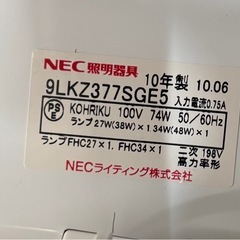 NEC照明器具
10年製 10.06
9LKZ377SGE5 入力電流0.75A
PS E KOHRIKU 100V 74W 50/60Hz
ランプ27W(38W)×1 34W(48W)×1
ランプFHC27×1. FHC34×1
二次 198V
高力率形
NECライティング株式会社